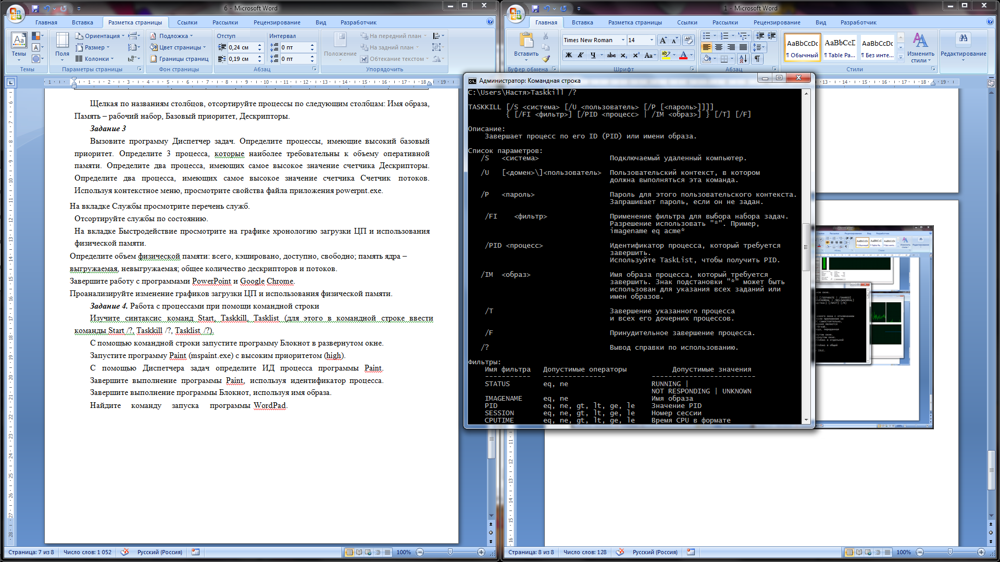 6 - Microsoft Word
Главная Вставка Разметка страницы Ссылки Рассылки Рецензирование Вид Разработчик
Ориентация Подложка Отступ Интервал На передний план
Темы Поля Размер Цвет страницы 0,24 см 0 пт Положение На задний план
Колонки Границы страниц 0,19 см 0 пт Обтекание текстом
Темы Параметры страницы Фон страницы Абзац Упорядочить
Щелкая по названиям столбцов, отсортируйте процессы по следующим столбцам: Имя образа,
Память – рабочий набор, Базовый приоритет, Дескрипторы.
Задание 3
Вызовите программу Диспетчер задач. Определите процессы, имеющие высокий базовый
приоритет. Определите 3 процесса, которые наиболее требовательны к объему оперативной
памяти. Определите два процесса, имеющих самое высокое значение счетчика Дескрипторы.
Определите два процесса, имеющих самое высокое значение счетчика Счетчик потоков.
Используя контекстное меню, просмотрите свойства файла приложения powerpnt.exe.
На вкладке Службы просмотрите перечень служб.
Отсортируйте службы по состоянию.
На вкладке Быстродействие просмотрите на графике хронологию загрузки ЦП и использования
физической памяти.
Определите объем физической памяти: всего, кэшировано, доступно, свободно; память ядра –
выгружаемая, невыгружаемая; общее количество дескрипторов и потоков.
Завершите работу с программами PowerPoint и Google Chrome.
Проанализируйте изменение графиков загрузки ЦП и использования физической памяти.
Задание 4. Работа с процессами при помощи командной строки
Изучите синтаксис команд Start, Taskkill, Tasklist (для этого в командной строке ввести
команды Start /?, Taskkill /?, Tasklist /?).
С помощью командной строки запустите программу Блокнот в развернутом окне.
Запустите программу Paint (mspaint.exe) с высоким приоритетом (high).
С помощью Диспетчера задач определите ИД процесса программы Paint.
Завершите выполнение программы Paint, используя идентификатор процесса.
Завершите выполнение программы Блокнот, используя имя образа.
Найдите команду запуска программы WordPad.
Страница: 7 из 8 Число слов: 1 052 Русский (Россия) 100%
1 - Microsoft Word
Главная Вставка Разметка страницы Ссылки Рассылки Рецензирование Вид Разработчик
Вставить Times New Roman 14 AaBbCcDc AaBbCcD AaBbCcDc
¶ Обычный ¶ Table Pa... ¶ Без инте... Изменить стили Редактирование
Буфер обмена Шрифт Абзац Стили
Администратор: Командная строка
C:\Users\Настя>Taskkill /?
TASKKILL [/S <система> [/U <пользователь> [/P [<пароль>]]]]
{ [/FI <фильтр>] [/PID <процесс> | /IM <образ>] } [/T] [/F]
Описание:
Завершает процесс по его ID (PID) или имени образа.
Список параметров:
/S <система> Подключаемый удаленный компьютер.
/U [<домен>\]<пользователь> Пользовательский контекст, в котором
должна выполняться эта команда.
/P <пароль> Пароль для этого пользовательского контекста.
Запрашивает пароль, если он не задан.
/FI <фильтр> Применение фильтра для выбора набора задач.
Разрешение использовать "*". Пример,
imagename eq acme*
/PID <процесс> Идентификатор процесса, который требуется
завершить.
Используйте TaskList, чтобы получить PID.
/IM <образ> Имя образа процесса, который требуется
завершить. Знак подстановки "*" может быть
использован для указания всех заданий или
имен образов.
/T Завершение указанного процесса
и всех его дочерних процессов.
/F Принудительное завершение процесса.
/? Вывод справки по использованию.
Фильтры:
Имя фильтра Допустимые операторы Допустимые значения
----------- --------------- -------------------------
STATUS eq, ne RUNNING |
NOT RESPONDING | UNKNOWN
IMAGENAME eq, ne Имя образа
PID eq, ne, gt, lt, ge, le Значение PID
SESSION eq, ne, gt, lt, ge, le Номер сессии
CPUTIME eq, ne, gt, lt, ge, le Время CPU в формате
Страница: 8 из 8 Число слов: 128 Русский (Россия) 100%